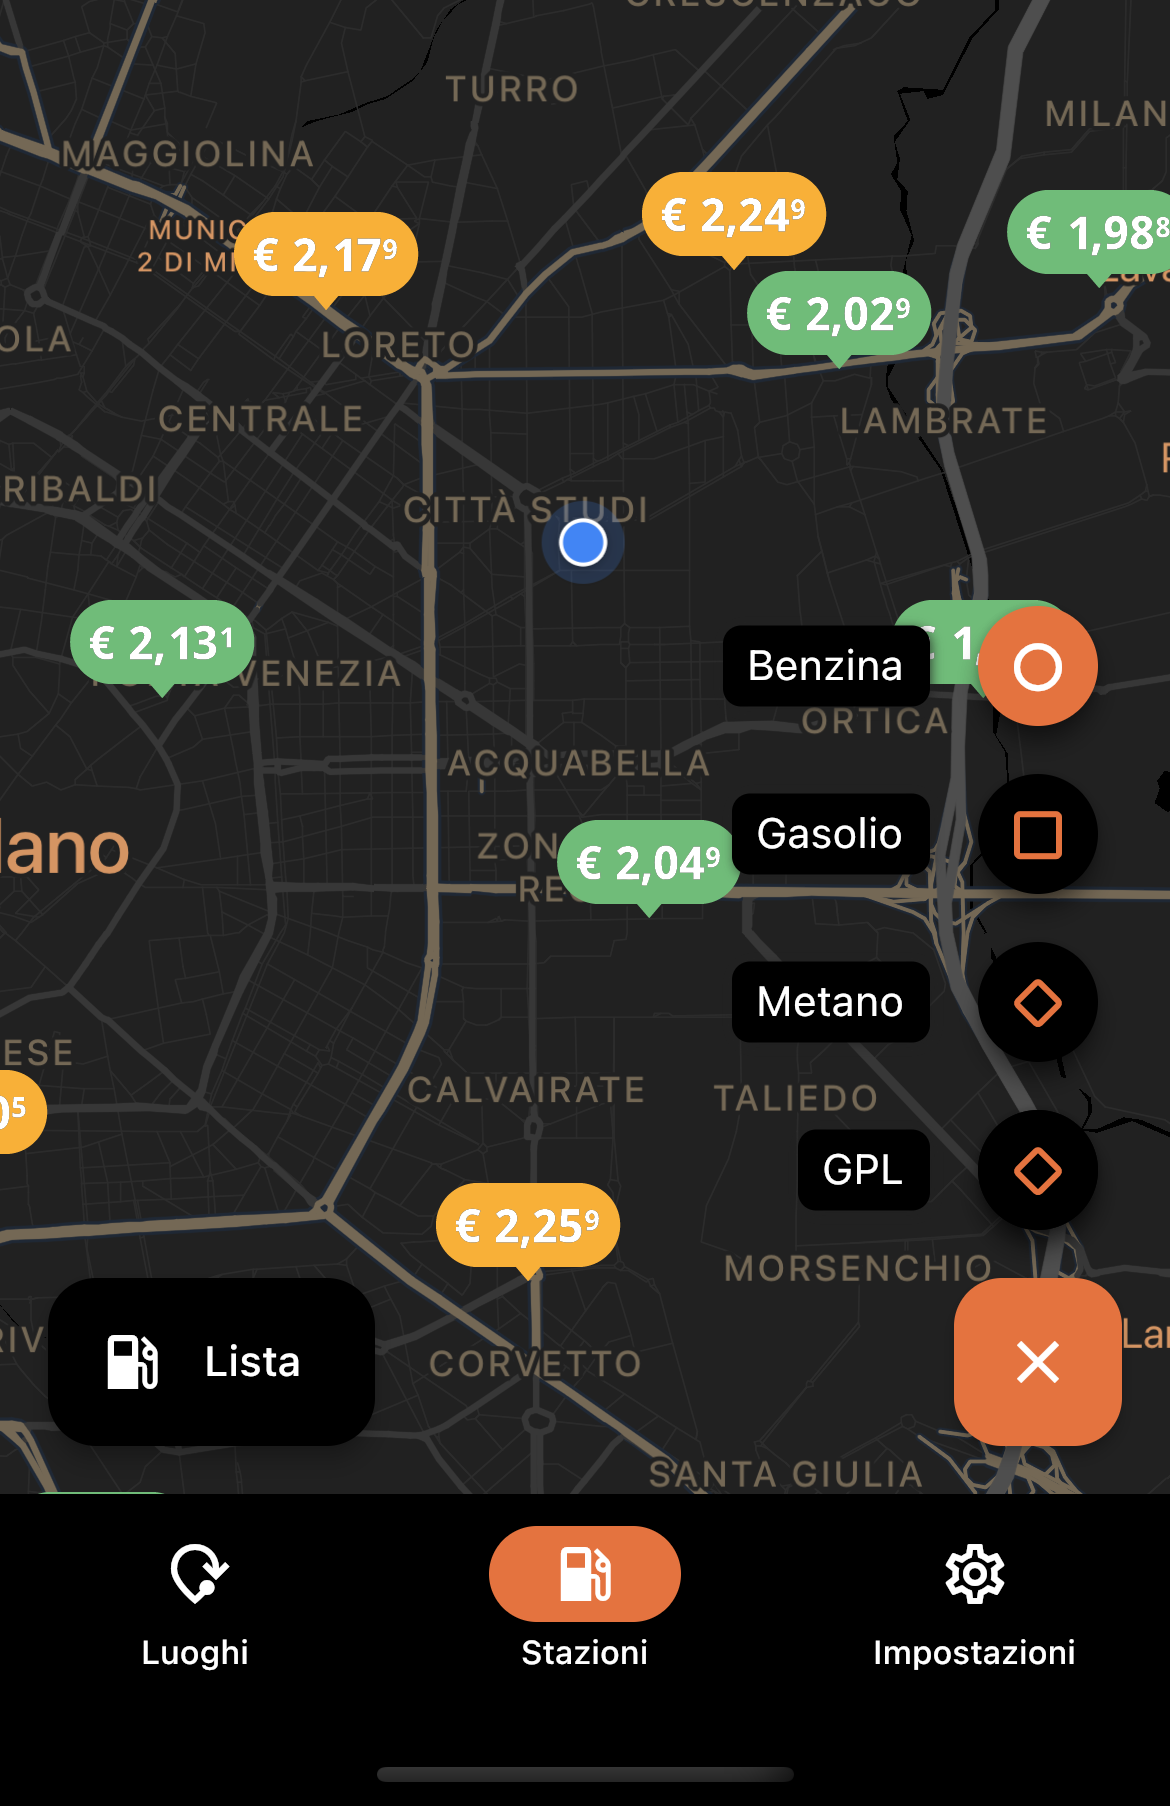 TURRO
MILAN
MAGGIOLINA
€ 2,24⁹
€ 1,98⁸
MUNIC
€ 2,17⁹
2 DI MI
€ 2,02⁹
OLA
LORETO
CENTRALE
LAMBRATE
RIBALDI
CITTÀ STUDI
€ 2,13¹
€ 1,
Benzina
VENEZIA
ORTICA
ACQUABELLA
lano
ZON
€ 2,04⁹
Gasolio
RE
Metano
ESE
0⁵
CALVAIRATE
TALIEDO
GPL
€ 2,25⁹
MORSENCHIO
RIV
Lista
Lar
CORVETTO
SANTA GIULIA
Luoghi
Stazioni
Impostazioni